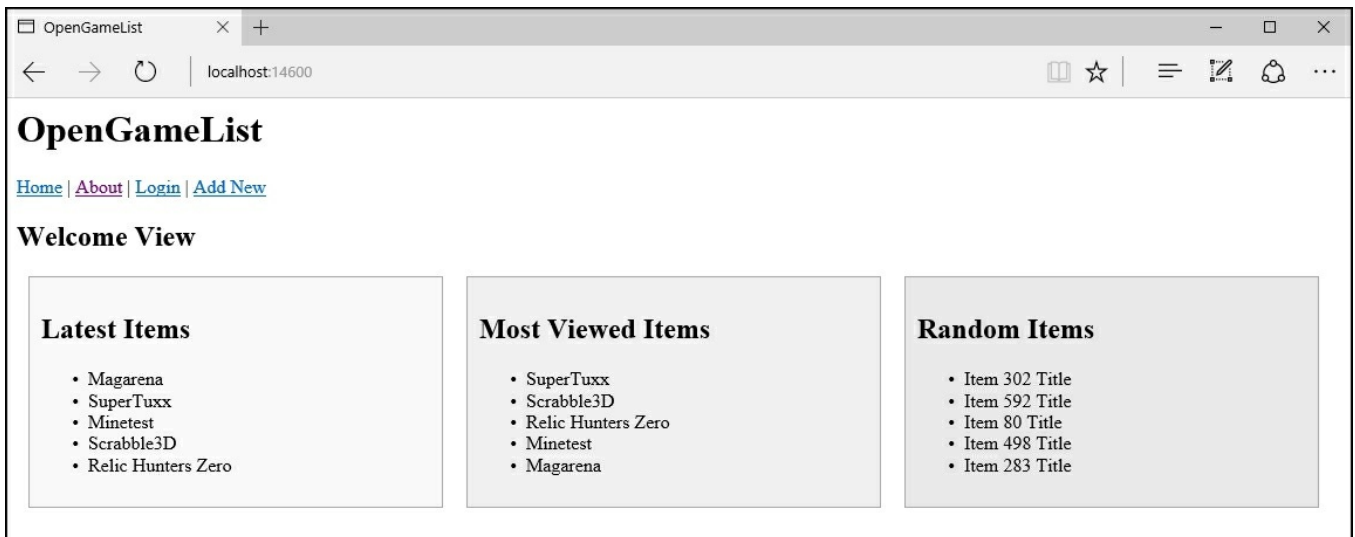 OpenGameList
localhost:14600
OpenGameList
Home | About | Login | Add New
Welcome View
Latest Items
• Magarena
• SuperTuxx
• Minetest
• Scrabble3D
• Relic Hunters Zero
Most Viewed Items
• SuperTuxx
• Scrabble3D
• Relic Hunters Zero
• Minetest
• Magarena
Random Items
• Item 302 Title
• Item 592 Title
• Item 80 Title
• Item 498 Title
• Item 283 Title